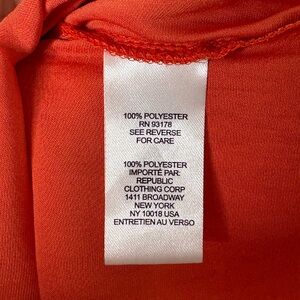 100% POLYESTER
RN 93178
SEE REVERSE
FOR CARE
100% POLYESTER
IMPORTÉ PAR:
REPUBLIC
CLOTHING CORP
1411 BROADWAY
NEW YORK
NY 10018 USA
ENTRETIEN AU VERSO